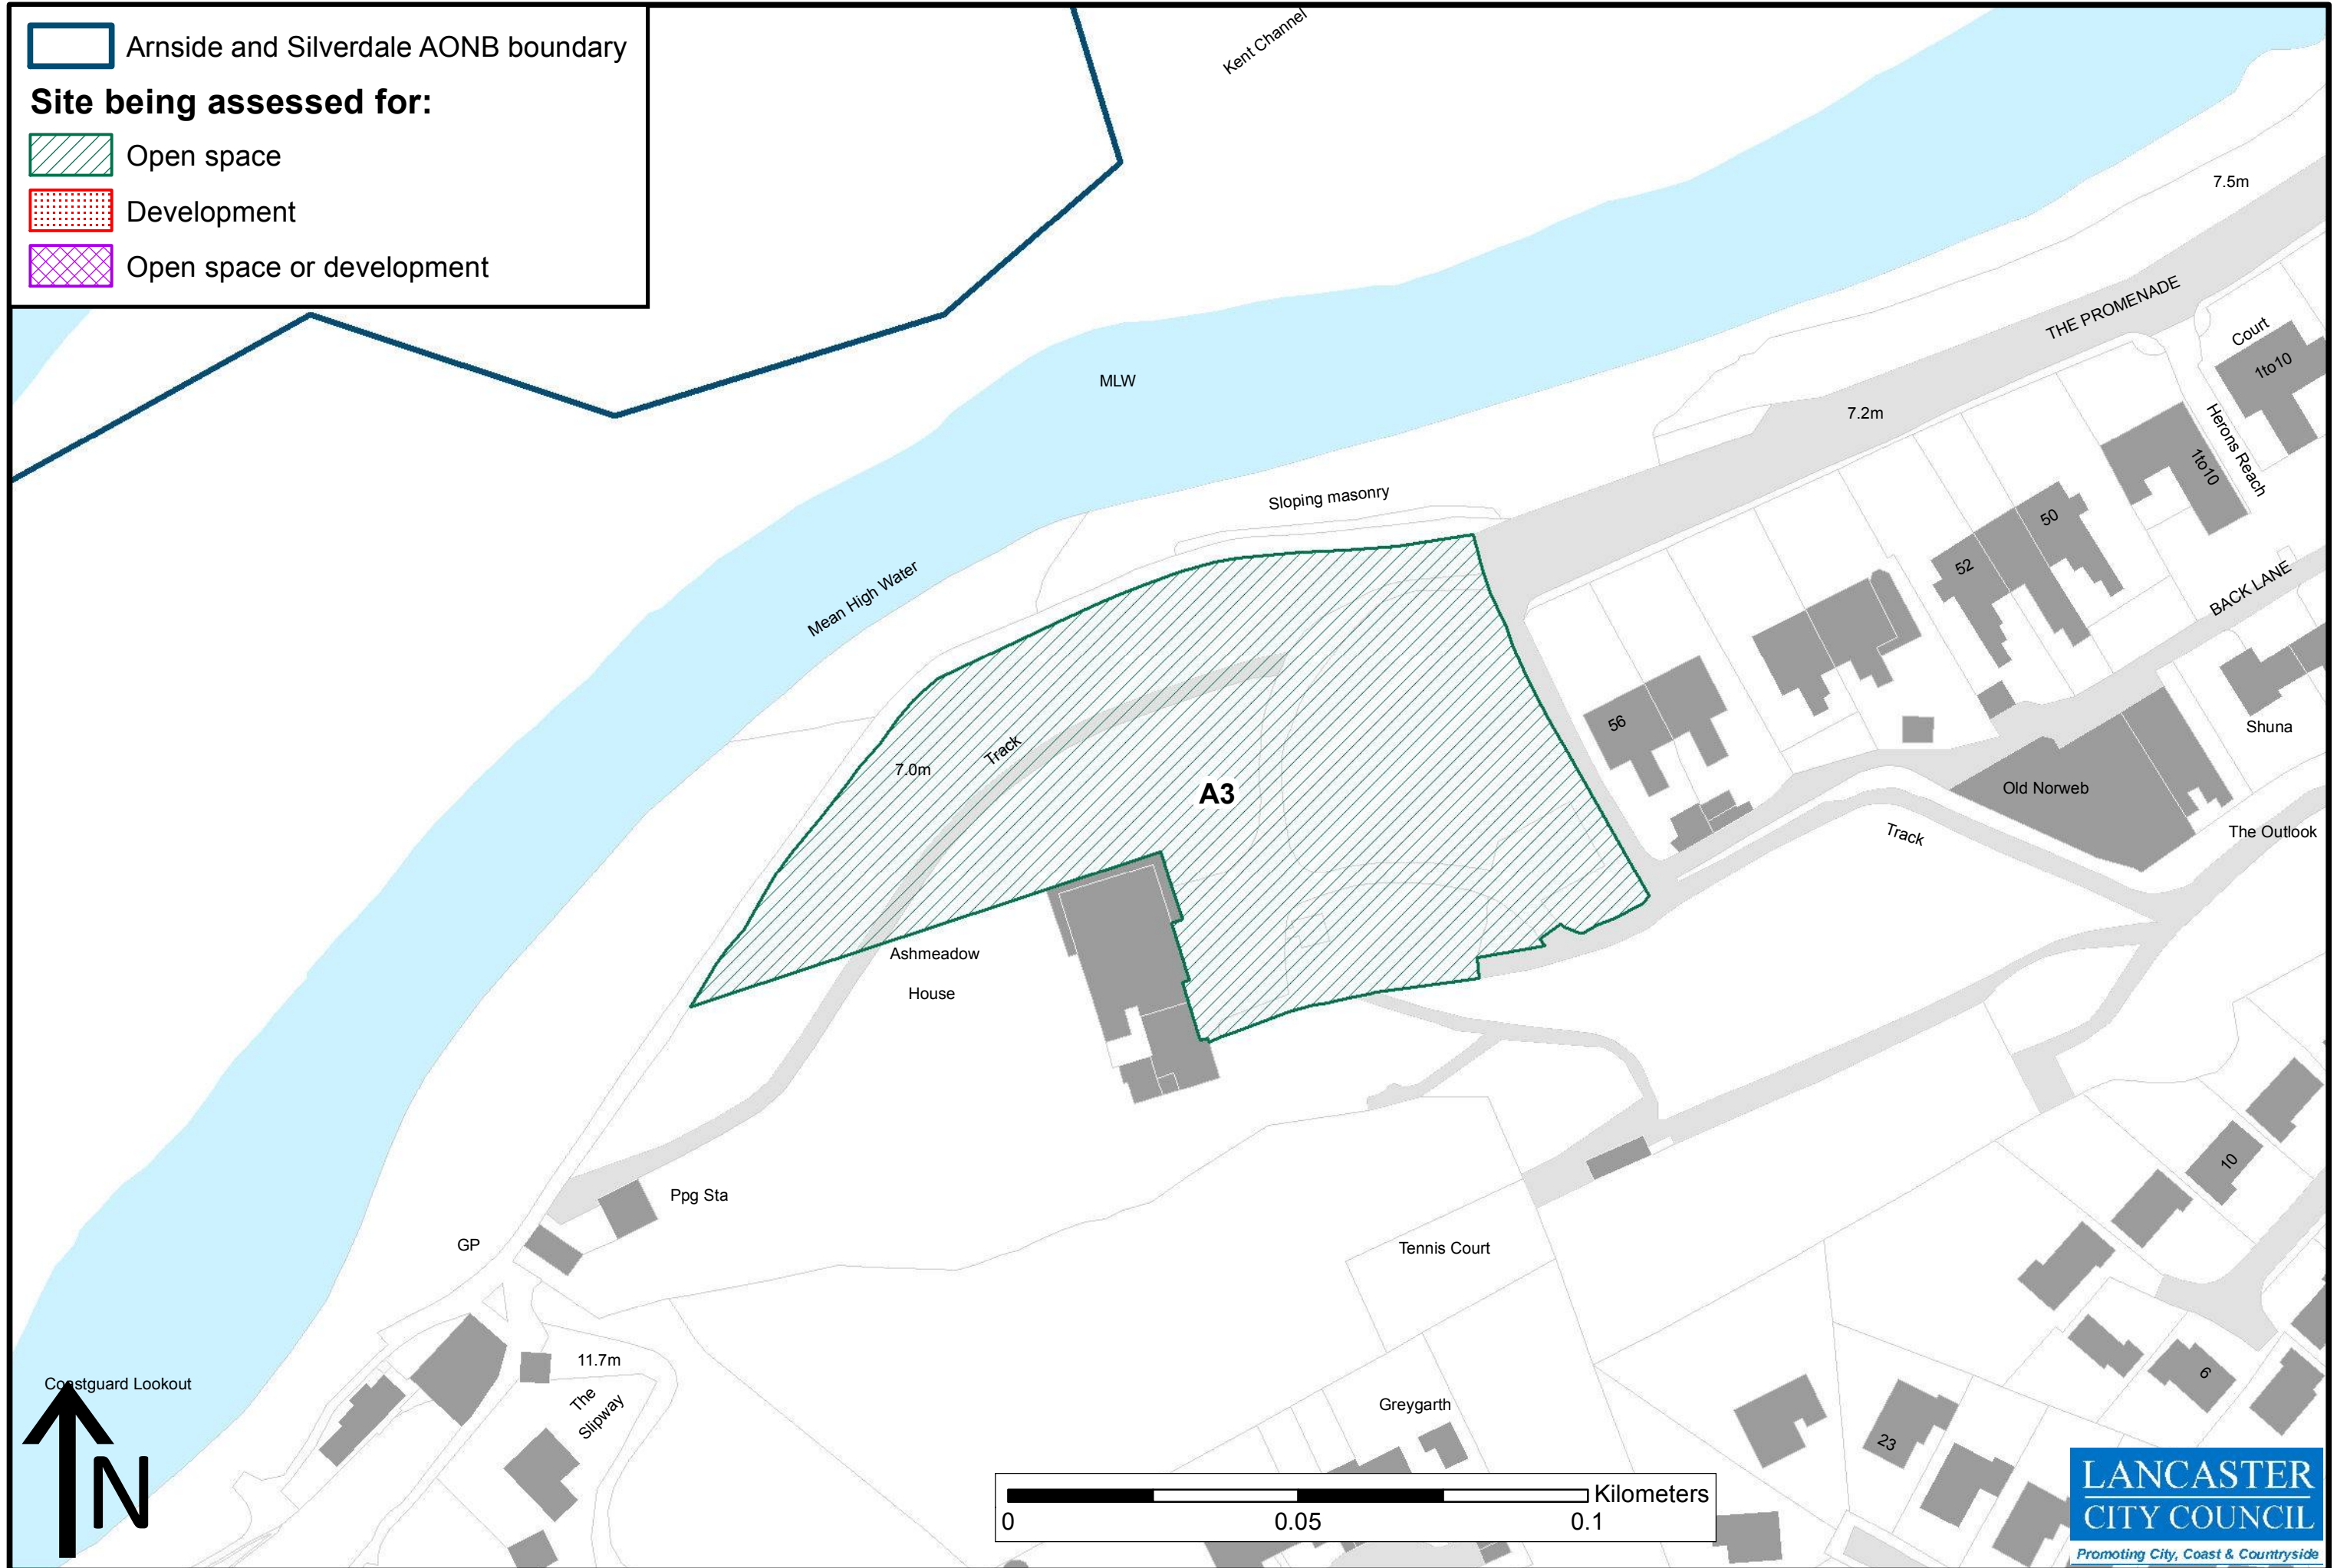 Arnside and Silverdale AONB boundary
Site being assessed for:
Open space
Development
Open space or development
Kent Channel
7.5m
THE PROMENADE
Court
1to10
MLW
7.2m
Herons Reach
1to10
Sloping masonry
50
52
Mean High Water
BACK LANE
56
Shuna
Track
7.0m
A3
Old Norweb
Track
The Outlook
Ashmeadow
House
10
Ppg Sta
GP
Tennis Court
11.7m
Coastguard Lookout
The
Slipway
6
Greygarth
23
N
Kilometers
0 0.05 0.1
LANCASTER
CITY COUNCIL
Promoting City, Coast & Countryside